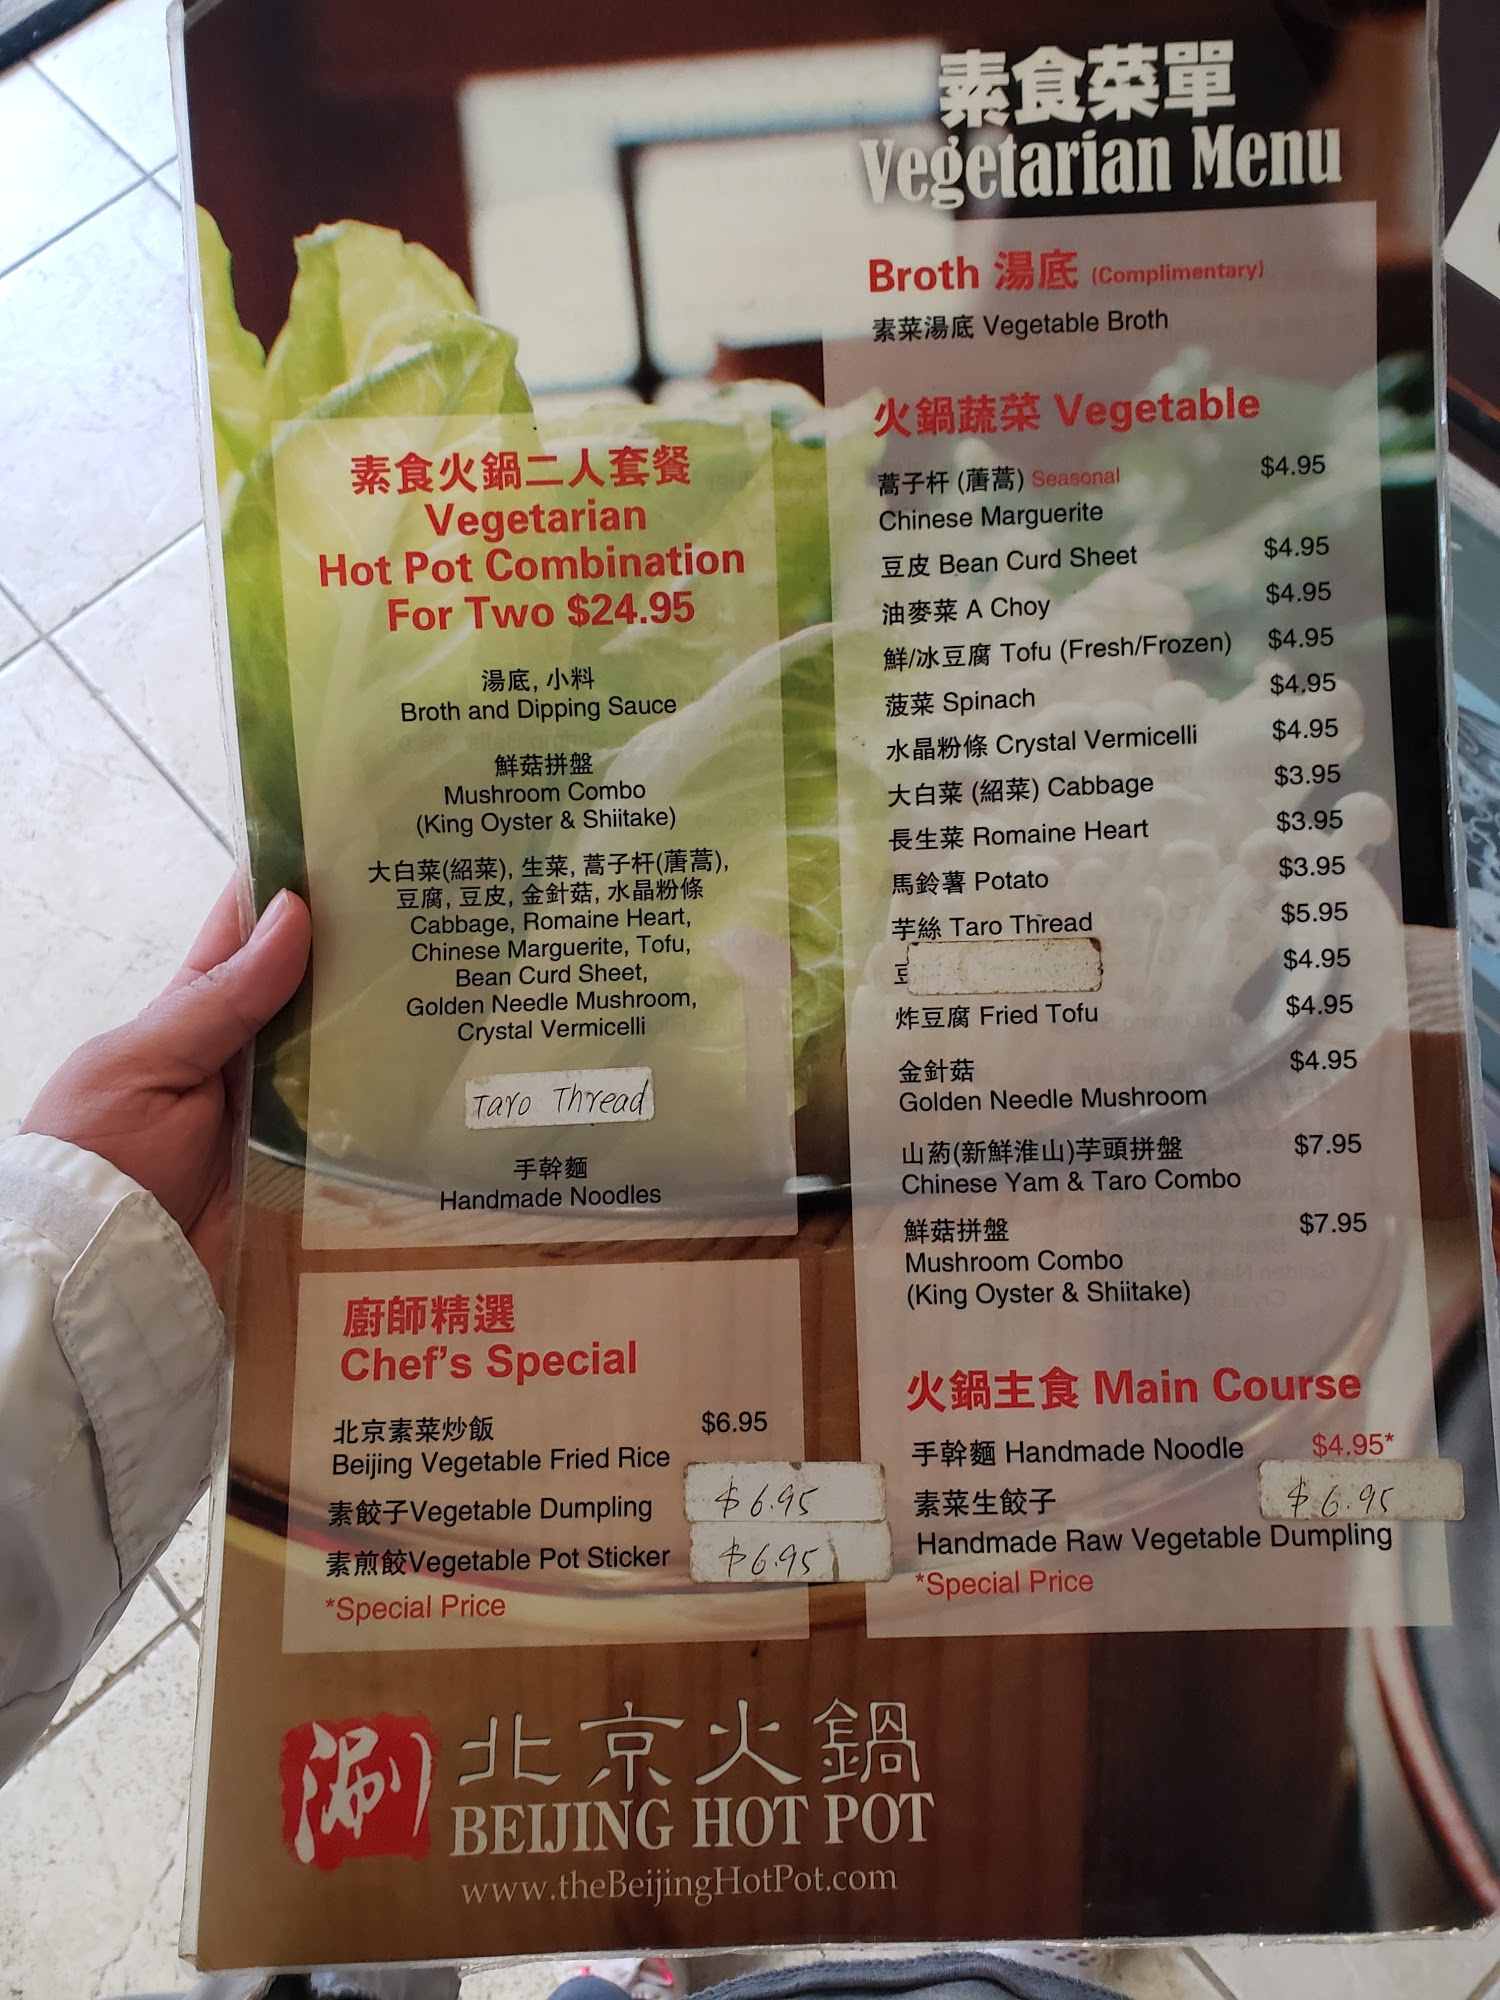 素食菜單
Vegetarian Menu
Broth 湯底 (Complimentary)
素菜湯底 Vegetable Broth
火鍋蔬菜 Vegetable
蒿子杆 (蓎蒿) Seasonal $4.95
Chinese Marguerite
豆皮 Bean Curd Sheet $4.95
油麥菜 A Choy $4.95
鮮/冰豆腐 Tofu (Fresh/Frozen) $4.95
菠菜 Spinach $4.95
水晶粉條 Crystal Vermicelli $4.95
大白菜 (紹菜) Cabbage $3.95
長生菜 Romaine Heart $3.95
馬鈴薯 Potato $3.95
芋絲 Taro Thread $5.95
豆 $4.95
炸豆腐 Fried Tofu $4.95
金針菇 $4.95
Golden Needle Mushroom
山药(新鮮淮山)芋頭拼盤 $7.95
Chinese Yam & Taro Combo
鮮菇拼盤 $7.95
Mushroom Combo
(King Oyster & Shiitake)
火鍋主食 Main Course
手幹麵 Handmade Noodle $4.95*
素菜生餃子 $6.95
Handmade Raw Vegetable Dumpling
*Special Price
素食火鍋二人套餐
Vegetarian
Hot Pot Combination
For Two $24.95
湯底, 小料
Broth and Dipping Sauce
鮮菇拼盤
Mushroom Combo
(King Oyster & Shiitake)
大白菜(紹菜), 生菜, 蒿子杆(蓎蒿),
豆腐, 豆皮, 金針菇, 水晶粉條
Cabbage, Romaine Heart,
Chinese Marguerite, Tofu,
Bean Curd Sheet,
Golden Needle Mushroom,
Crystal Vermicelli
Taro Thread
手幹麵
Handmade Noodles
廚師精選
Chef's Special
北京素菜炒飯 $6.95
Beijing Vegetable Fried Rice
素餃子Vegetable Dumpling $6.95
素煎餃Vegetable Pot Sticker $6.95
*Special Price
涮 北京火鍋
BEIJING HOT POT
www.theBeijingHotPot.com